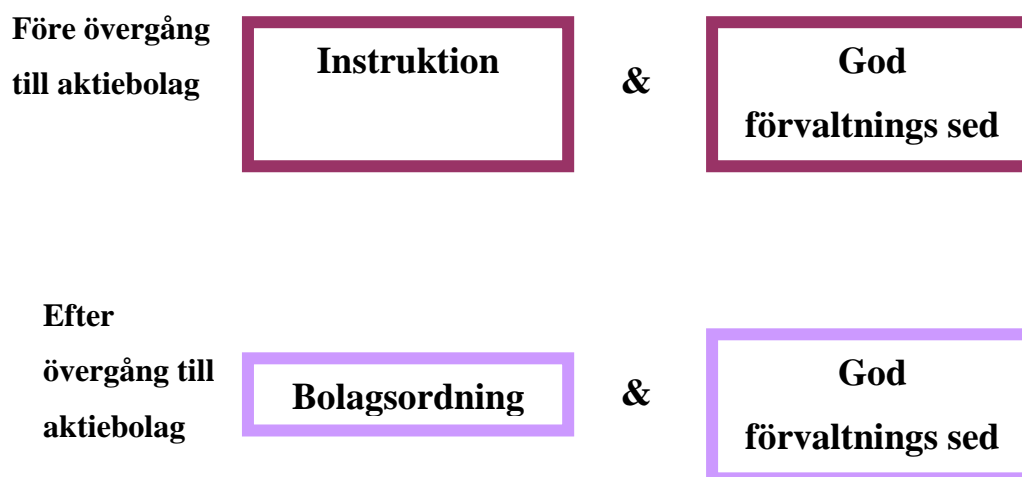 Före övergång
till aktiebolag
Instruktion
&
God
förvaltnings sed
Efter
övergång till
aktiebolag
Bolagsordning
&
God
förvaltnings sed